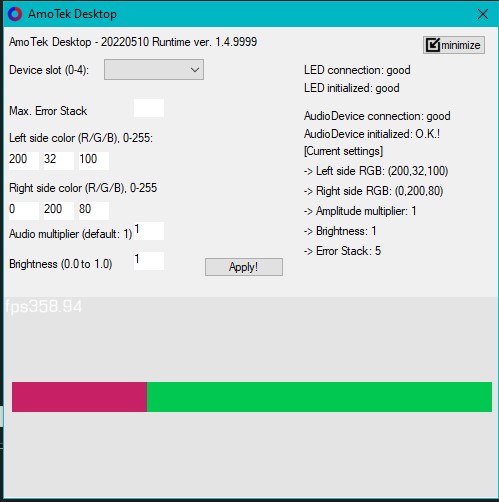 AmoTek Desktop
AmoTek Desktop - 20220510 Runtime ver. 1.4.9999
minimize
Device slot (0-4):
Max. Error Stack
Left side color (R/G/B), 0-255:
200 32 100
Right side color (R/G/B), 0-255
0 200 80
Audio multiplier (default: 1) 1
Brightness (0.0 to 1.0) 1
Apply!
LED connection: good
LED initialized: good
AudioDevice connection: good
AudioDevice initialized: O.K.!
[Current settings]
-> Left side RGB: (200,32,100)
-> Right side RGB: (0,200,80)
-> Amplitude multiplier: 1
-> Brightness: 1
-> Error Stack: 5
fps358.94